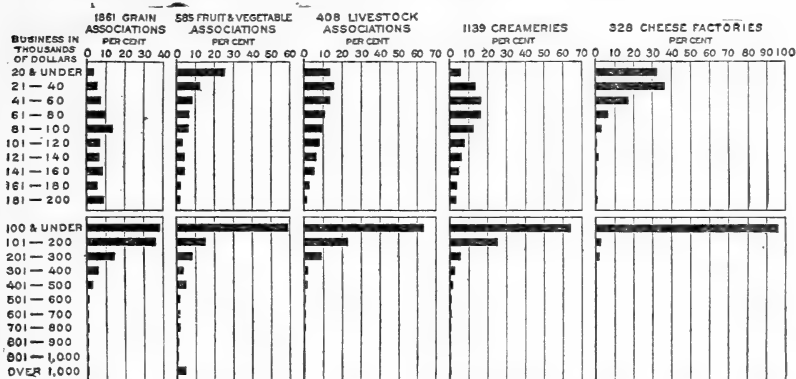 1861 GRAIN ASSOCIATIONS
585 FRUIT & VEGETABLE ASSOCIATIONS
408 LIVESTOCK ASSOCIATIONS
1139 CREAMERIES
328 CHEESE FACTORIES
BUSINESS IN THOUSANDS OF DOLLARS
PER CENT PER CENT PER CENT PER CENT PER CENT
0 10 20 30 40
0 10 20 30 40 50 60
0 10 20 30 40 50 60 70
0 10 20 30 40 50 60 70
0 10 20 30 40 50 60 70 80 90 100
20 & UNDER
21 — 40
41 — 60
61 — 80
81 — 100
101 — 120
121 — 140
141 — 160
161 — 180
181 — 200
100 & UNDER
101 — 200
201 — 300
301 — 400
401 — 500
501 — 600
601 — 700
701 — 800
801 — 900
901 — 1,000
OVER 1,000